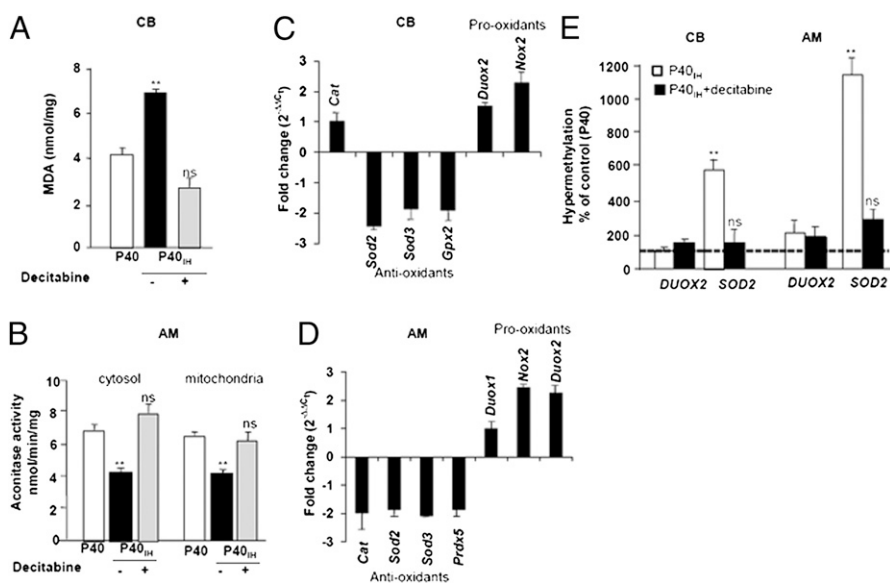 A
CB
MDA (nmol/mg)
8
6
4
2
0
**
ns
P40
P40IH
Decitabine
-
+
B
AM
cytosol
mitochondria
Aconitase activity
nmol/min/mg
10
8
6
4
2
0
**
ns
**
ns
P40
P40IH
P40
P40IH
Decitabine
-
+
-
+
C
CB
Pro-oxidants
Fold change (2-ΔΔCt)
3
2
1
0
-1
-2
-3
Cat
Sod2
Sod3
Gpx2
Duox2
Nox2
Anti-oxidants
D
AM
Pro-oxidants
Fold change (2-ΔΔCt)
3
2
1
0
-1
-2
-3
Cat
Sod2
Sod3
Prdx5
Duox1
Nox2
Duox2
Anti-oxidants
E
CB
AM
P40IH
P40IH+decitabine
Hypermethylation
% of control (P40)
1200
1000
800
600
400
200
0
**
ns
**
ns
DUOX2 SOD2
DUOX2 SOD2